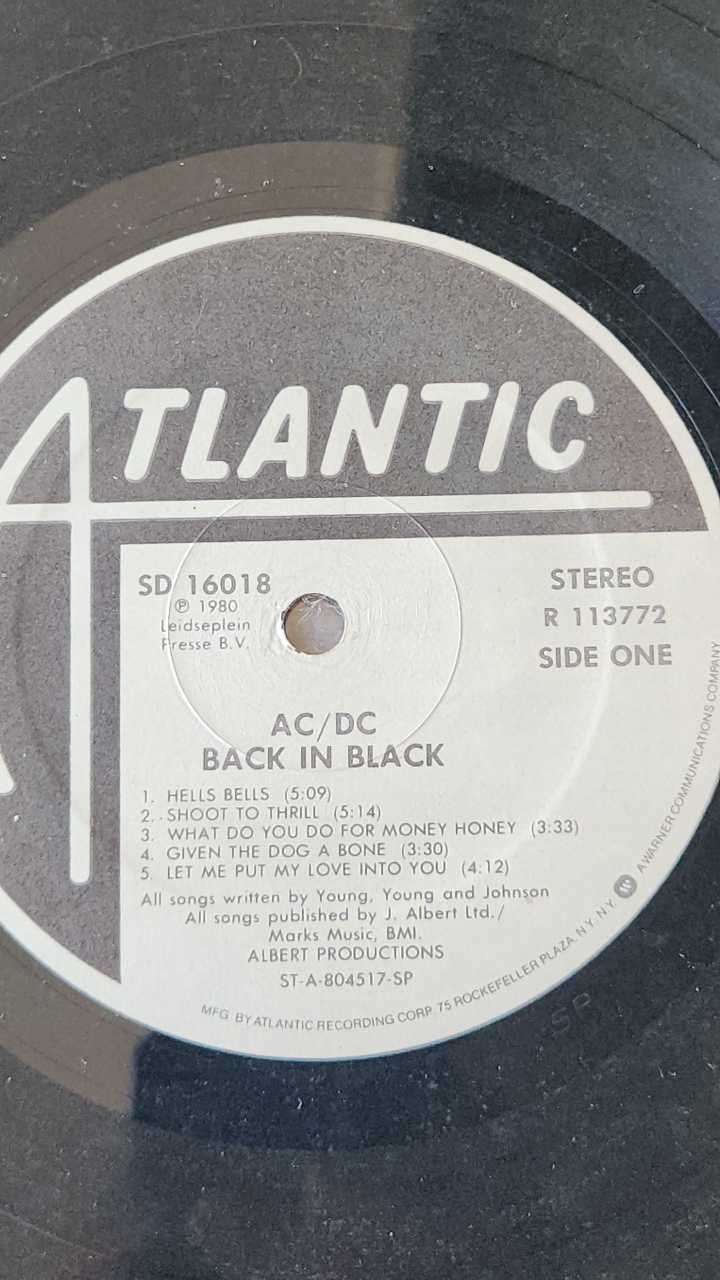 ATLANTIC
SD 16018
℗ 1980
Leidseplein
Presse B.V.
STEREO
R 113772
SIDE ONE
AC/DC
BACK IN BLACK
1. HELLS BELLS (5:09)
2. SHOOT TO THRILL (5:14)
3. WHAT DO YOU DO FOR MONEY HONEY (3:33)
4. GIVEN THE DOG A BONE (3:30)
5. LET ME PUT MY LOVE INTO YOU (4:12)
All songs written by Young, Young and Johnson
All songs published by J. Albert Ltd./
Marks Music, BMI.
ALBERT PRODUCTIONS
ST-A-804517-SP
MFG. BY ATLANTIC RECORDING CORP. 75 ROCKEFELLER PLAZA. N.Y. N.Y. A WARNER COMMUNICATIONS COMPANY
SP